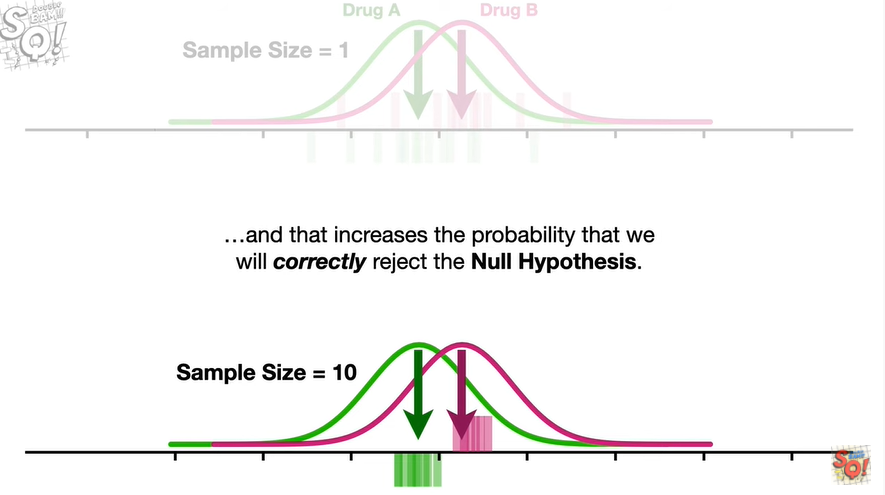 Drug A Drug B
Sample Size = 1
…and that increases the probability that we
will correctly reject the Null Hypothesis.
Sample Size = 10
SQ!